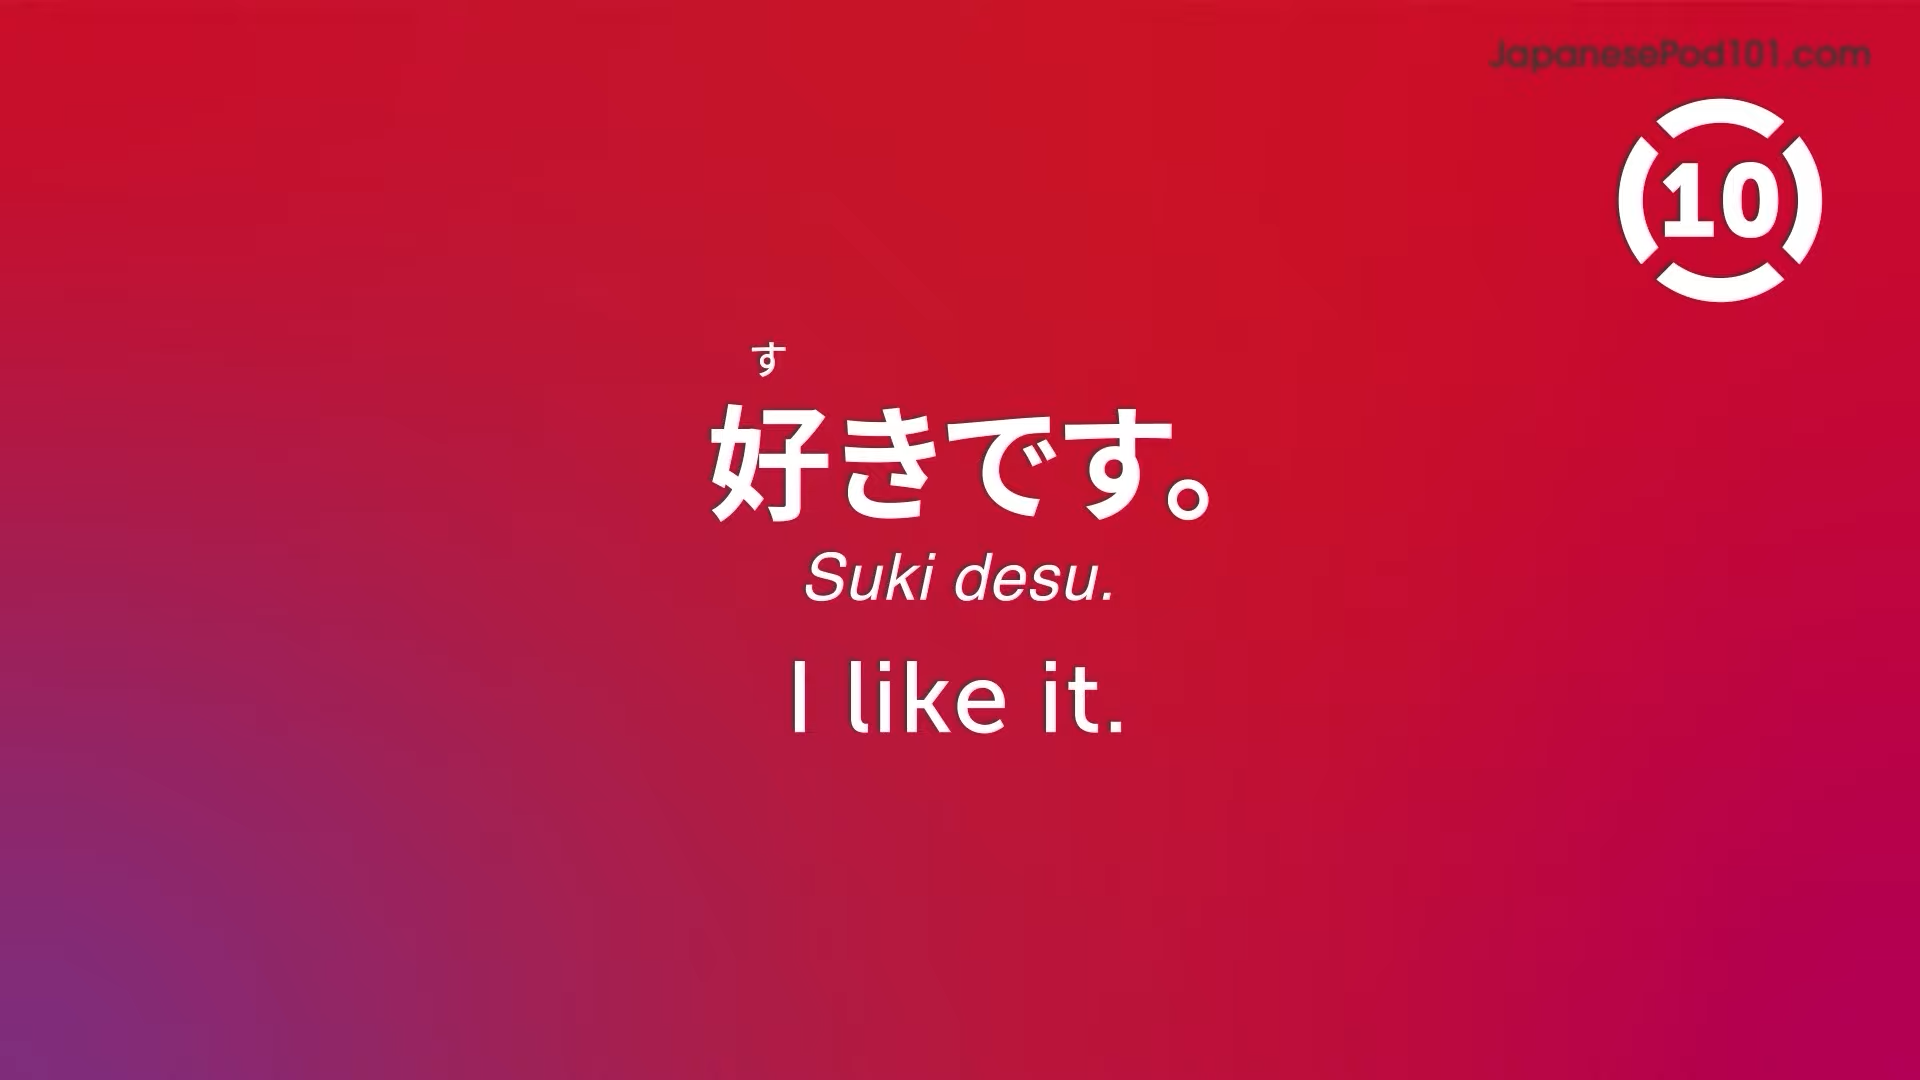 JapanesePod101.com
10
す
好きです。
Suki desu.
I like it.